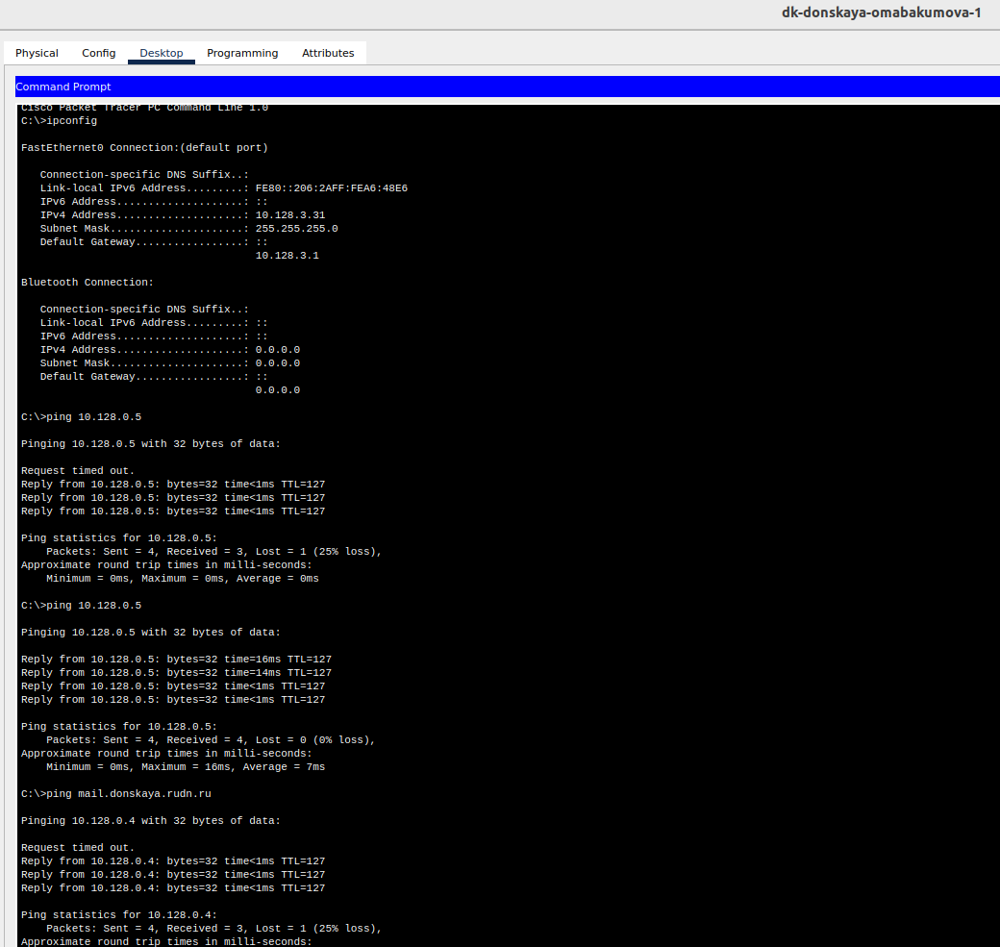 dk-donskaya-omabakumova-1
Physical Config Desktop Programming Attributes
Command Prompt
Cisco Packet Tracer PC Command Line 1.0
C:\>ipconfig
FastEthernet0 Connection:(default port)
Connection-specific DNS Suffix..:
Link-local IPv6 Address.........: FE80::206:2AFF:FEA6:48E6
IPv6 Address....................: ::
IPv4 Address....................: 10.128.3.31
Subnet Mask.....................: 255.255.255.0
Default Gateway.................: ::
10.128.3.1
Bluetooth Connection:
Connection-specific DNS Suffix..:
Link-local IPv6 Address.........: ::
IPv6 Address....................: ::
IPv4 Address....................: 0.0.0.0
Subnet Mask.....................: 0.0.0.0
Default Gateway.................: ::
0.0.0.0
C:\>ping 10.128.0.5
Pinging 10.128.0.5 with 32 bytes of data:
Request timed out.
Reply from 10.128.0.5: bytes=32 time<1ms TTL=127
Reply from 10.128.0.5: bytes=32 time<1ms TTL=127
Reply from 10.128.0.5: bytes=32 time<1ms TTL=127
Ping statistics for 10.128.0.5:
Packets: Sent = 4, Received = 3, Lost = 1 (25% loss),
Approximate round trip times in milli-seconds:
Minimum = 0ms, Maximum = 0ms, Average = 0ms
C:\>ping 10.128.0.5
Pinging 10.128.0.5 with 32 bytes of data:
Reply from 10.128.0.5: bytes=32 time=16ms TTL=127
Reply from 10.128.0.5: bytes=32 time=14ms TTL=127
Reply from 10.128.0.5: bytes=32 time<1ms TTL=127
Reply from 10.128.0.5: bytes=32 time<1ms TTL=127
Ping statistics for 10.128.0.5:
Packets: Sent = 4, Received = 4, Lost = 0 (0% loss),
Approximate round trip times in milli-seconds:
Minimum = 0ms, Maximum = 16ms, Average = 7ms
C:\>ping mail.donskaya.rudn.ru
Pinging 10.128.0.4 with 32 bytes of data:
Request timed out.
Reply from 10.128.0.4: bytes=32 time<1ms TTL=127
Reply from 10.128.0.4: bytes=32 time<1ms TTL=127
Reply from 10.128.0.4: bytes=32 time<1ms TTL=127
Ping statistics for 10.128.0.4:
Packets: Sent = 4, Received = 3, Lost = 1 (25% loss),
Approximate round trip times in milli-seconds: